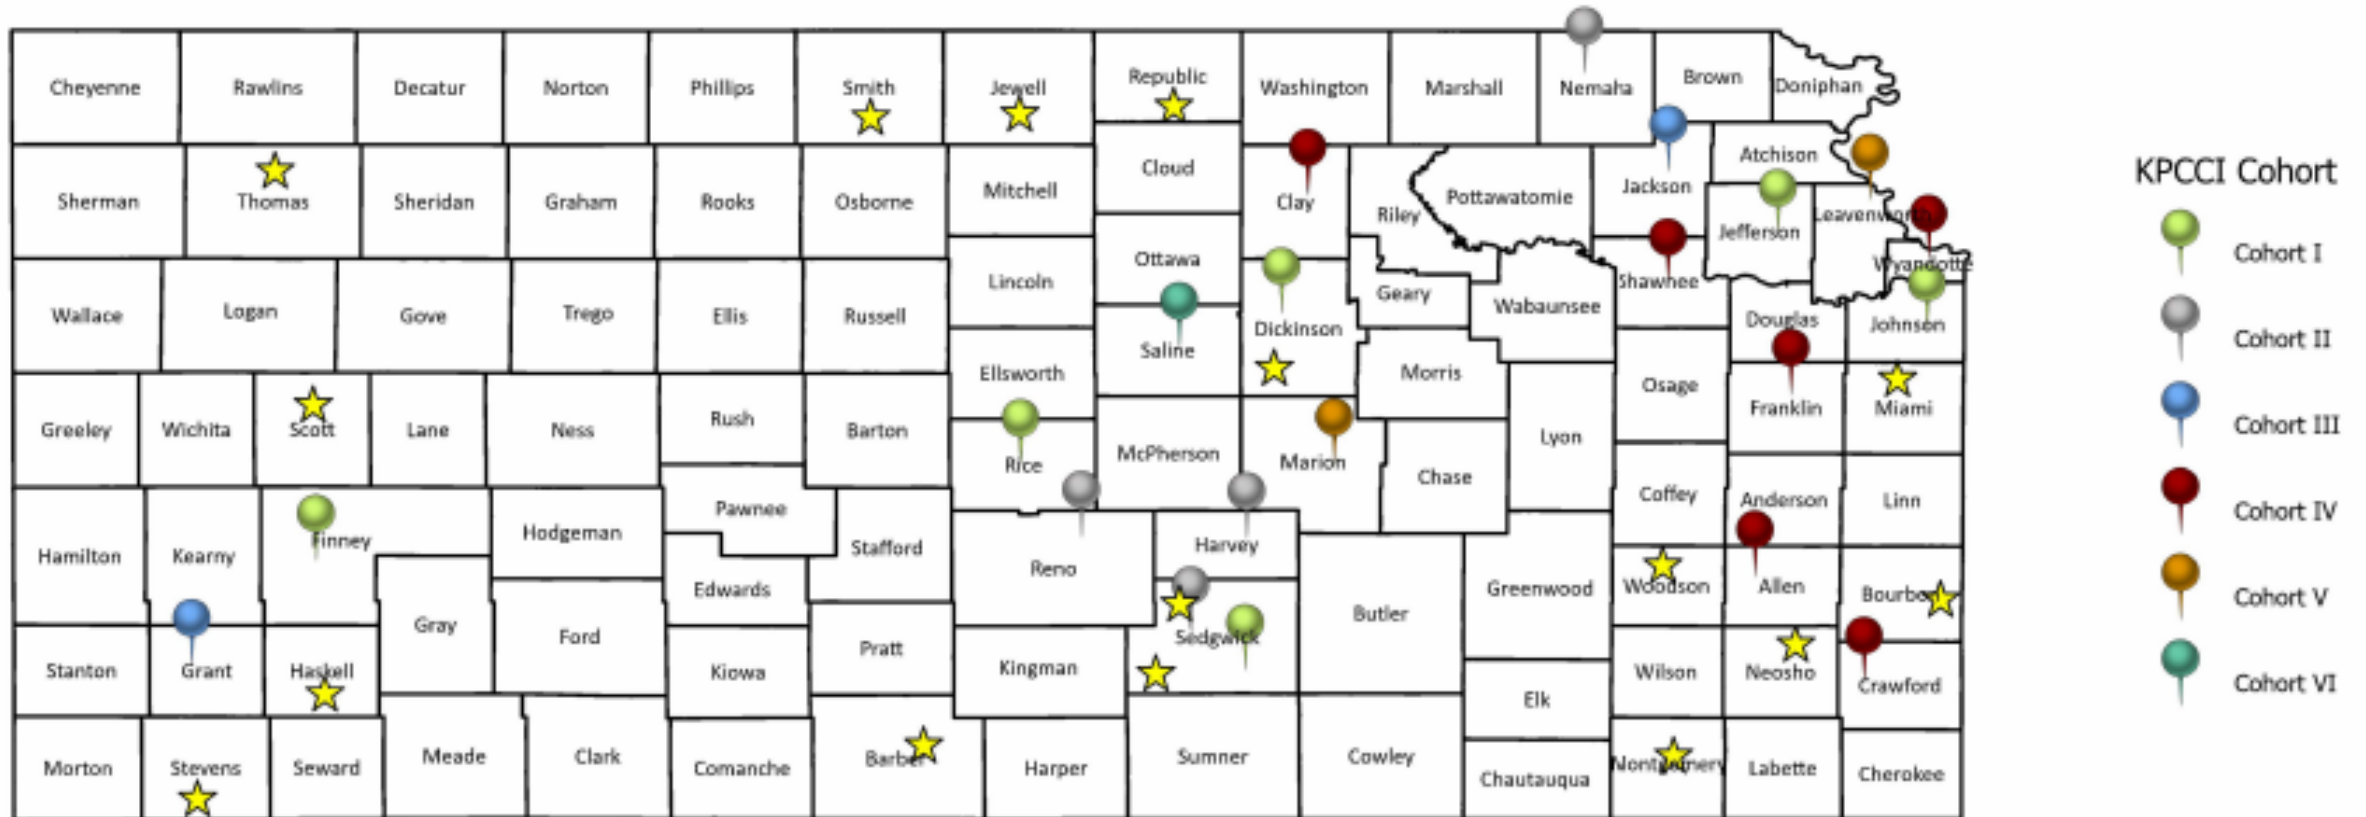 Cheyenne Rawlins Decatur Norton Phillips Smith Jewell Republic Washington Marshall Nemaha Brown Doniphan
Sherman Thomas Sheridan Graham Rooks Osborne Mitchell Cloud Clay Riley Pottawatomie Jackson Atchison
Jefferson Leavenworth Wyandotte
Wallace Logan Gove Trego Ellis Russell Lincoln Ottawa Saline Dickinson Geary Wabaunsee Shawnee Douglas Johnson
Greeley Wichita Scott Lane Ness Rush Barton Ellsworth Rice McPherson Marion Morris Chase Lyon Osage Franklin Miami
Hamilton Kearny Finney Hodgeman Pawnee Stafford Edwards Reno Harvey Coffey Anderson Linn
Stanton Grant Haskell Gray Ford Kiowa Pratt Kingman Sedgwick Butler Greenwood Woodson Allen Bourbon
Elk Wilson Neosho Crawford
Morton Stevens Seward Meade Clark Comanche Barber Harper Sumner Cowley Chautauqua Montgomery Labette Cherokee
KPCCI Cohort
Cohort I
Cohort II
Cohort III
Cohort IV
Cohort V
Cohort VI